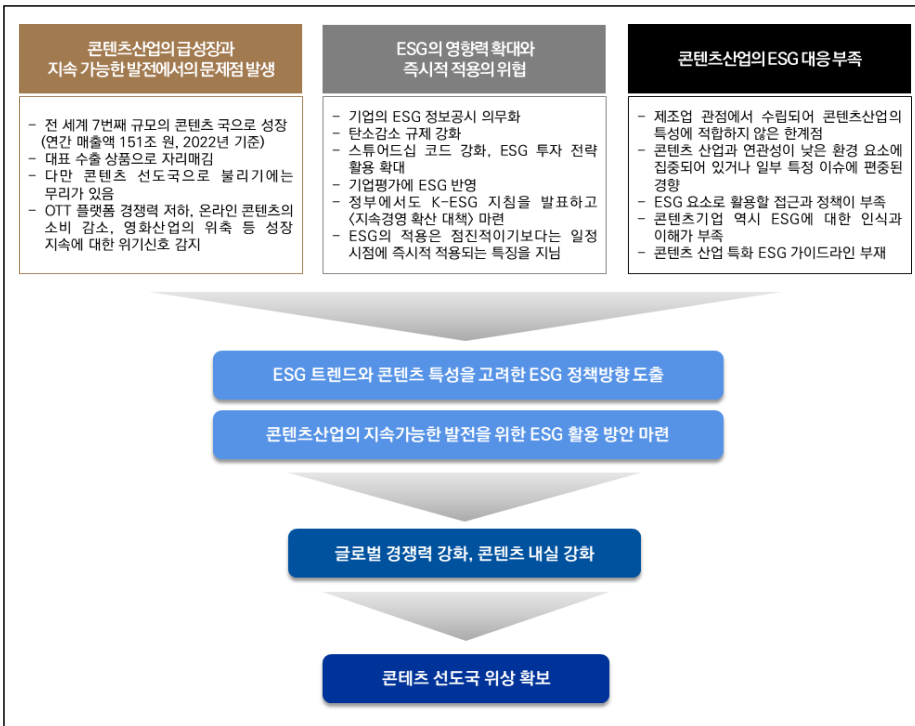 콘텐츠산업의 급성장과
지속 가능한 발전에서의 문제점 발생
- 전 세계 7번째 규모의 콘텐츠 국으로 성장
(연간 매출액 151조 원, 2022년 기준)
- 대표 수출 상품으로 자리매김
- 다만 콘텐츠 선도국으로 불리기에는
무리가 있음
- OTT 플랫폼 경쟁력 저하, 온라인 콘텐츠의
소비 감소, 영화산업의 위축 등 성장
지속에 대한 위기신호 감지
ESG의 영향력 확대와
즉시적 적용의 위협
- 기업의 ESG 정보공시 의무화
- 탄소감소 규제 강화
- 스튜어드십 코드 강화, ESG 투자 전략
활용 확대
- 기업평가에 ESG 반영
- 정부에서도 K-ESG 지침을 발표하고
<지속경영 확산 대책> 마련
- ESG의 적용은 점진적이기보다는 일정
시점에 즉시적 적용되는 특징을 지님
콘텐츠산업의 ESG 대응 부족
- 제조업 관점에서 수립되어 콘텐츠산업의
특성에 적합하지 않은 한계점
- 콘텐츠 산업과 연관성이 낮은 환경 요소에
집중되어 있거나 일부 특정 이슈에 편중된
경향
- ESG 요소로 활용할 접근과 정책이 부족
- 콘텐츠기업 역시 ESG에 대한 인식과
이해가 부족
- 콘텐츠 산업 특화 ESG 가이드라인 부재
ESG 트렌드와 콘텐츠 특성을 고려한 ESG 정책방향 도출
콘텐츠산업의 지속가능한 발전을 위한 ESG 활용 방안 마련
글로벌 경쟁력 강화, 콘텐츠 내실 강화
콘테츠 선도국 위상 확보